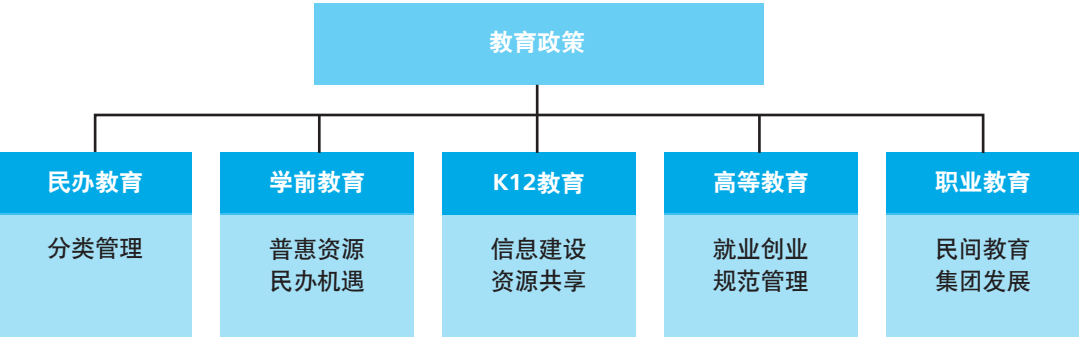 教育政策
民办教育
分类管理
学前教育
普惠资源
民办机遇
K12教育
信息建设
资源共享
高等教育
就业创业
规范管理
职业教育
民间教育
集团发展